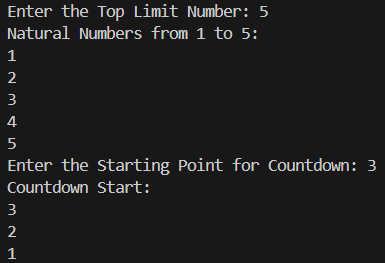 Enter the Top Limit Number: 5
Natural Numbers from 1 to 5:
1
2
3
4
5
Enter the Starting Point for Countdown: 3
Countdown Start:
3
2
1